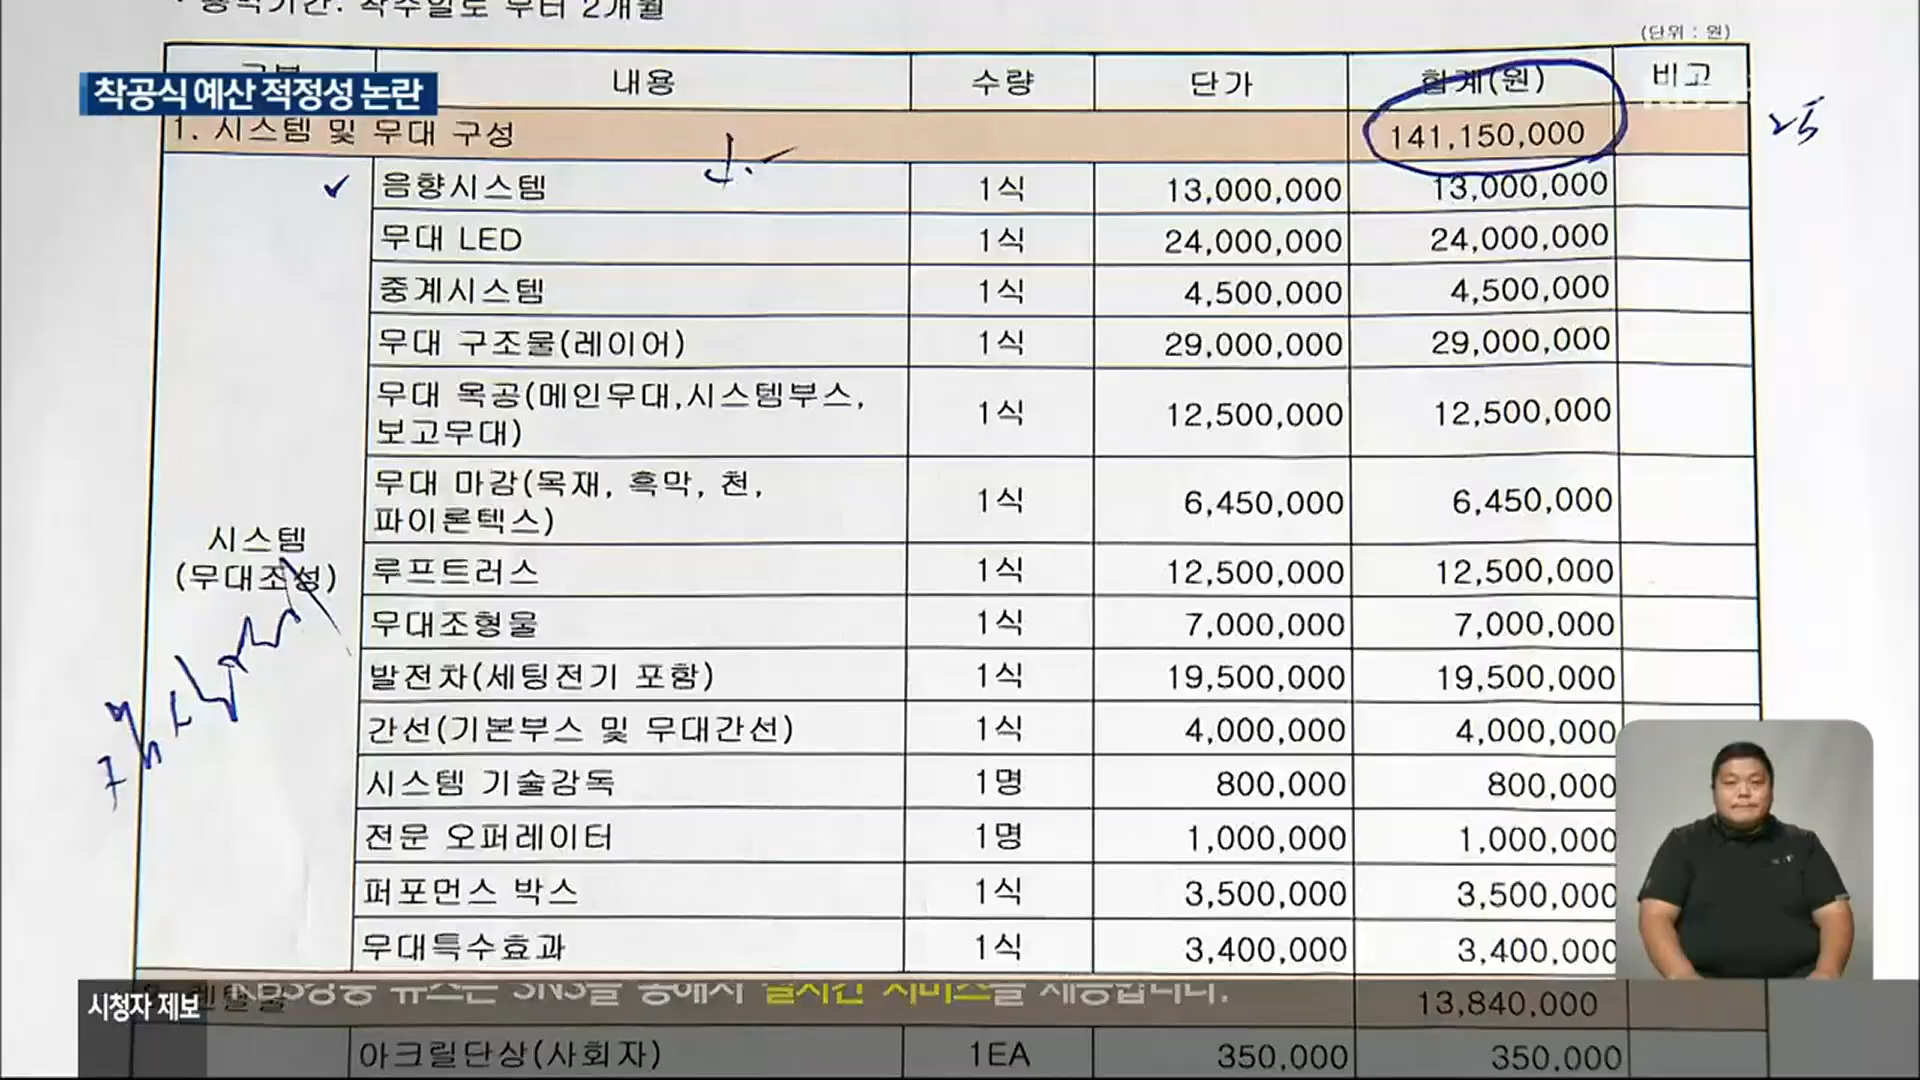 착수일로 부터 2개월
(단위 : 원)
착공식 예산 적정성 논란
내용 수량 단가 합계(원) 비고
1. 시스템 및 무대 구성 141,150,000
25
음향시스템 1식 13,000,000 13,000,000
무대 LED 1식 24,000,000 24,000,000
중계시스템 1식 4,500,000 4,500,000
무대 구조물(레이어) 1식 29,000,000 29,000,000
무대 목공(메인무대,시스템부스,
보고무대) 1식 12,500,000 12,500,000
무대 마감(목재, 흑막, 천,
파이론텍스) 1식 6,450,000 6,450,000
시스템
(무대조성)
루프트러스 1식 12,500,000 12,500,000
무대조형물 1식 7,000,000 7,000,000
발전차(세팅전기 포함) 1식 19,500,000 19,500,000
간선(기본부스 및 무대간선) 1식 4,000,000 4,000,000
시스템 기술감독 1명 800,000 800,000
전문 오퍼레이터 1명 1,000,000 1,000,000
퍼포먼스 박스 1식 3,500,000 3,500,000
무대특수효과 1식 3,400,000 3,400,000
13,840,000
시청자 제보
아크릴단상(사회자) 1EA 350,000 350,000